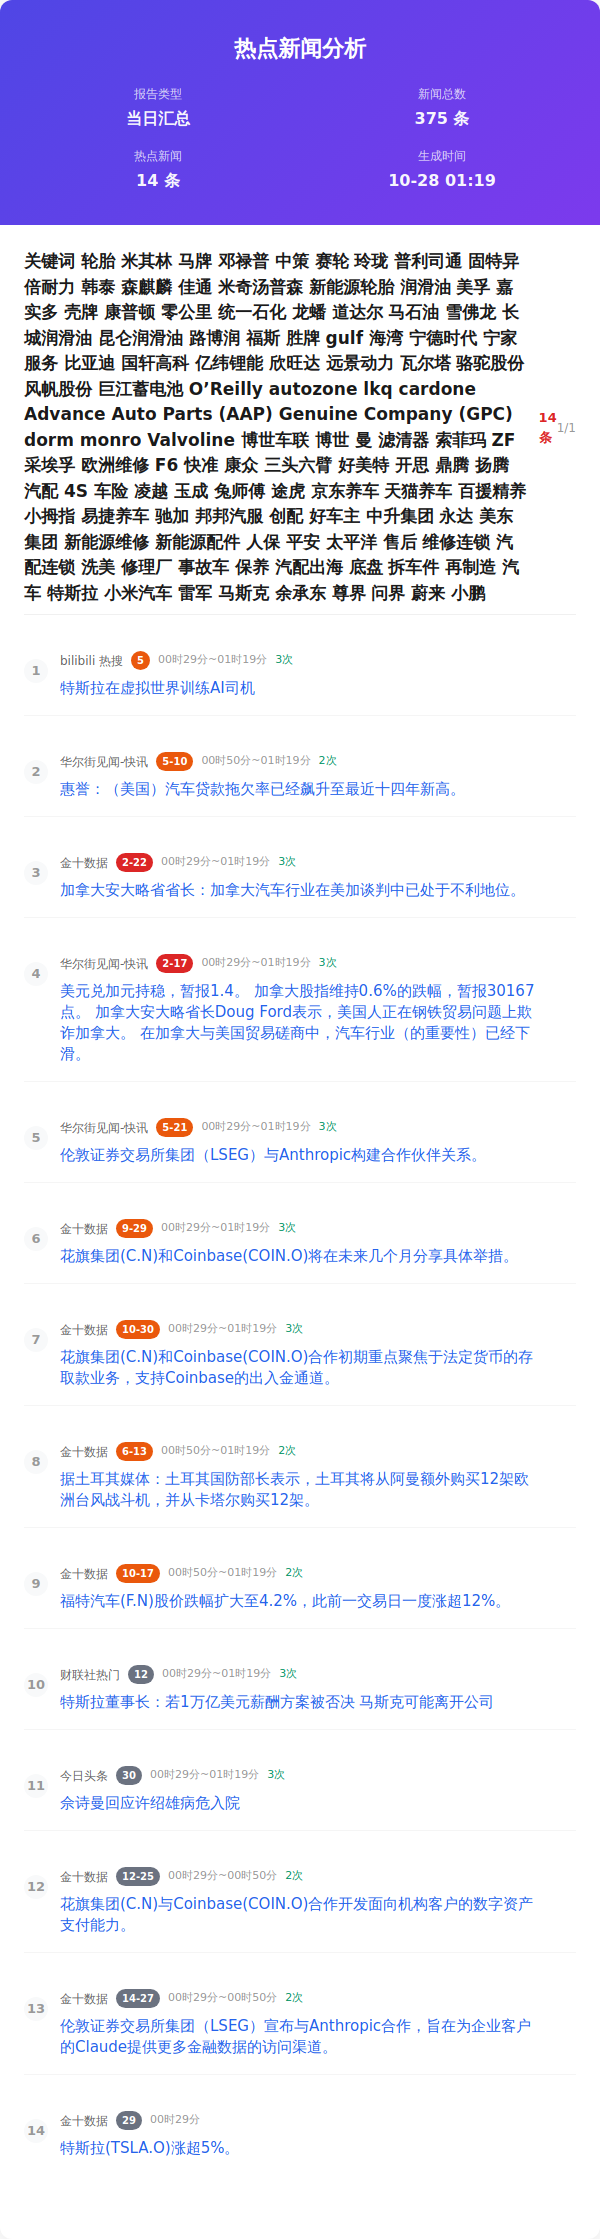 热点新闻分析
报告类型
当日汇总
新闻总数
375 条
热点新闻
14 条
生成时间
10-28 01:19
关键词 轮胎 米其林 马牌 邓禄普 中策 赛轮 玲珑 普利司通 固特异
倍耐力 韩泰 森麒麟 佳通 米奇汤普森 新能源轮胎 润滑油 美孚 嘉
实多 壳牌 康普顿 零公里 统一石化 龙蟠 道达尔 马石油 雪佛龙 长
城润滑油 昆仑润滑油 路博润 福斯 胜牌 gulf 海湾 宁德时代 宁家
服务 比亚迪 国轩高科 亿纬锂能 欣旺达 远景动力 瓦尔塔 骆驼股份
风帆股份 巨江蓄电池 O’Reilly autozone lkq cardone
Advance Auto Parts (AAP) Genuine Company (GPC)
dorm monro Valvoline 博世车联 博世 曼 滤清器 索菲玛 ZF
采埃孚 欧洲维修 F6 快准 康众 三头六臂 好美特 开思 鼎腾 扬腾
汽配 4S 车险 凌越 玉成 兔师傅 途虎 京东养车 天猫养车 百援精养
小拇指 易捷养车 驰加 邦邦汽服 创配 好车主 中升集团 永达 美东
集团 新能源维修 新能源配件 人保 平安 太平洋 售后 维修连锁 汽
配连锁 洗美 修理厂 事故车 保养 汽配出海 底盘 拆车件 再制造 汽
车 特斯拉 小米汽车 雷军 马斯克 余承东 尊界 问界 蔚来 小鹏
14
条
1/1
1
bilibili 热搜 5 00时29分~01时19分 3次
特斯拉在虚拟世界训练AI司机
2
华尔街见闻-快讯 5-10 00时50分~01时19分 2次
惠誉：（美国）汽车贷款拖欠率已经飙升至最近十四年新高。
3
金十数据 2-22 00时29分~01时19分 3次
加拿大安大略省省长：加拿大汽车行业在美加谈判中已处于不利地位。
4
华尔街见闻-快讯 2-17 00时29分~01时19分 3次
美元兑加元持稳，暂报1.4。 加拿大股指维持0.6%的跌幅，暂报30167
点。 加拿大安大略省长Doug Ford表示，美国人正在钢铁贸易问题上欺
诈加拿大。 在加拿大与美国贸易磋商中，汽车行业（的重要性）已经下
滑。
5
华尔街见闻-快讯 5-21 00时29分~01时19分 3次
伦敦证券交易所集团（LSEG）与Anthropic构建合作伙伴关系。
6
金十数据 9-29 00时29分~01时19分 3次
花旗集团(C.N)和Coinbase(COIN.O)将在未来几个月分享具体举措。
7
金十数据 10-30 00时29分~01时19分 3次
花旗集团(C.N)和Coinbase(COIN.O)合作初期重点聚焦于法定货币的存
取款业务，支持Coinbase的出入金通道。
8
金十数据 6-13 00时50分~01时19分 2次
据土耳其媒体：土耳其国防部长表示，土耳其将从阿曼额外购买12架欧
洲台风战斗机，并从卡塔尔购买12架。
9
金十数据 10-17 00时50分~01时19分 2次
福特汽车(F.N)股价跌幅扩大至4.2%，此前一交易日一度涨超12%。
10
财联社热门 12 00时29分~01时19分 3次
特斯拉董事长：若1万亿美元薪酬方案被否决 马斯克可能离开公司
11
今日头条 30 00时29分~01时19分 3次
佘诗曼回应许绍雄病危入院
12
金十数据 12-25 00时29分~00时50分 2次
花旗集团(C.N)与Coinbase(COIN.O)合作开发面向机构客户的数字资产
支付能力。
13
金十数据 14-27 00时29分~00时50分 2次
伦敦证券交易所集团（LSEG）宣布与Anthropic合作，旨在为企业客户
的Claude提供更多金融数据的访问渠道。
14
金十数据 29 00时29分
特斯拉(TSLA.O)涨超5%。